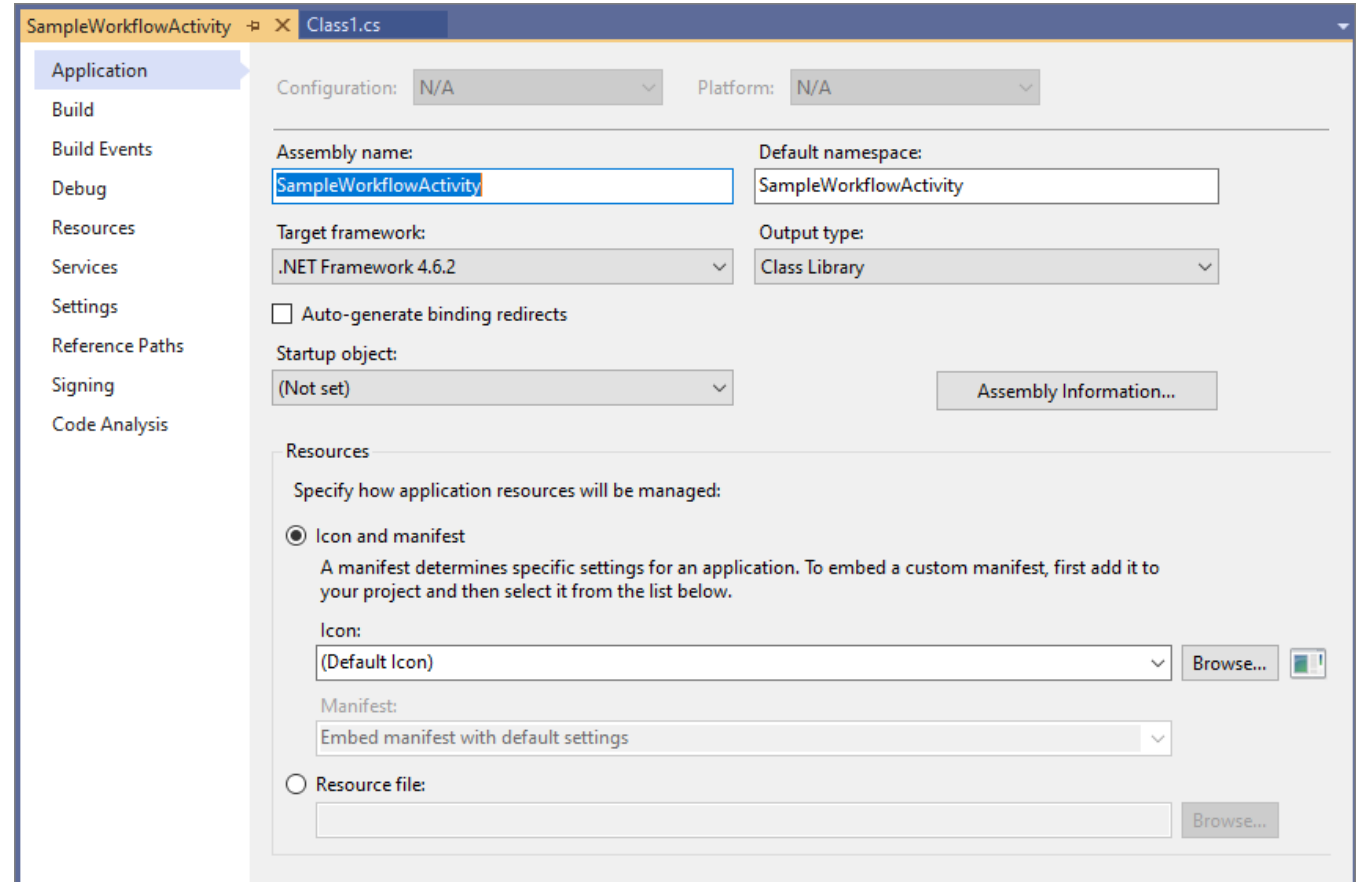 SampleWorkflowActivity
Class1.cs
Application
Build
Build Events
Debug
Resources
Services
Settings
Reference Paths
Signing
Code Analysis
Configuration: N/A Platform: N/A
Assembly name:
SampleWorkflowActivity
Default namespace:
SampleWorkflowActivity
Target framework:
.NET Framework 4.6.2
Output type:
Class Library
Auto-generate binding redirects
Startup object:
(Not set)
Assembly Information...
Resources
Specify how application resources will be managed:
Icon and manifest
A manifest determines specific settings for an application. To embed a custom manifest, first add it to
your project and then select it from the list below.
Icon:
(Default Icon)
Browse...
Manifest:
Embed manifest with default settings
Resource file:
Browse...